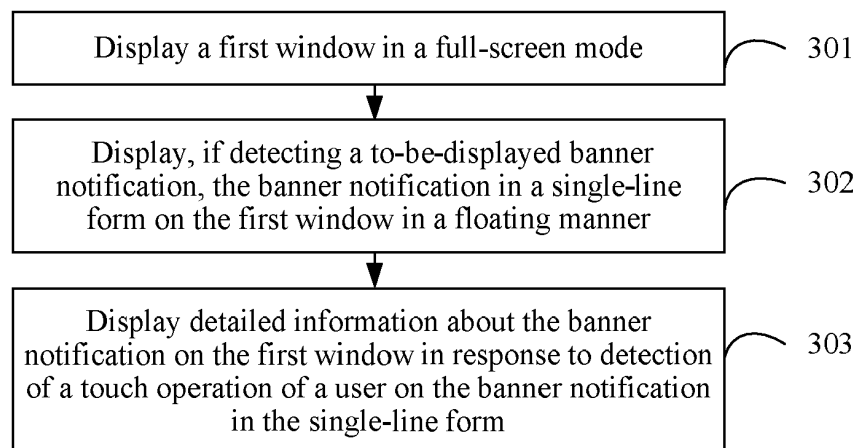 Display a first window in a full-screen mode
301
Display, if detecting a to-be-displayed banner
notification, the banner notification in a single-line
form on the first window in a floating manner
302
Display detailed information about the banner
notification on the first window in response to detection
of a touch operation of a user on the banner notification
in the single-line form
303